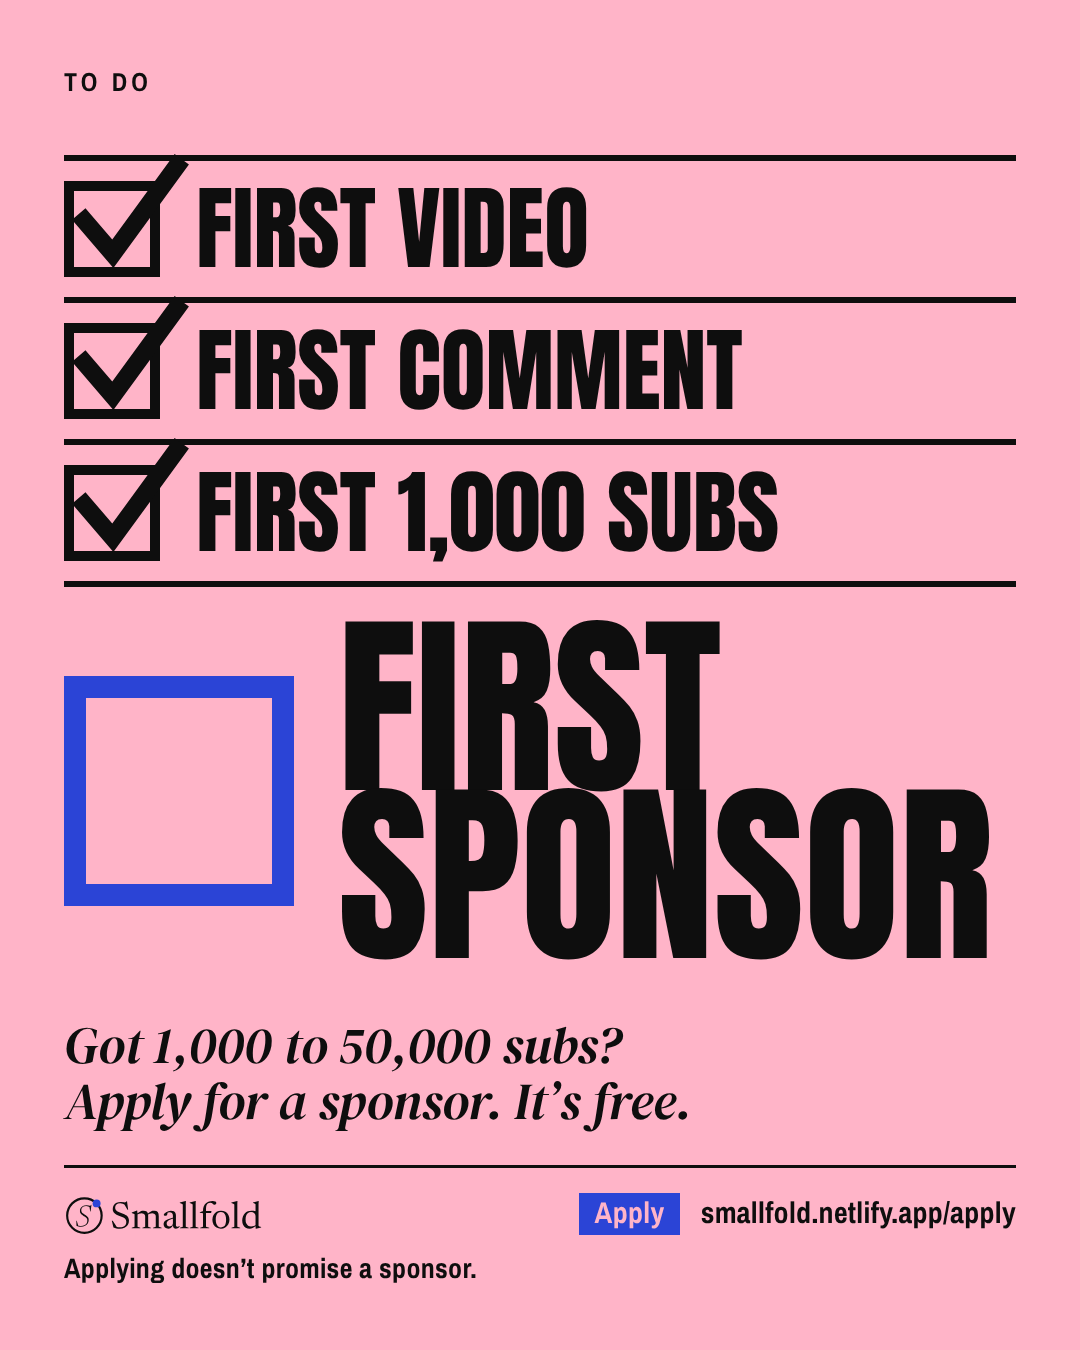 TO DO
FIRST VIDEO
FIRST COMMENT
FIRST 1,000 SUBS
FIRST
SPONSOR
Got 1,000 to 50,000 subs?
Apply for a sponsor. It’s free.
S Smallfold
Apply smallfold.netlify.app/apply
Applying doesn’t promise a sponsor.